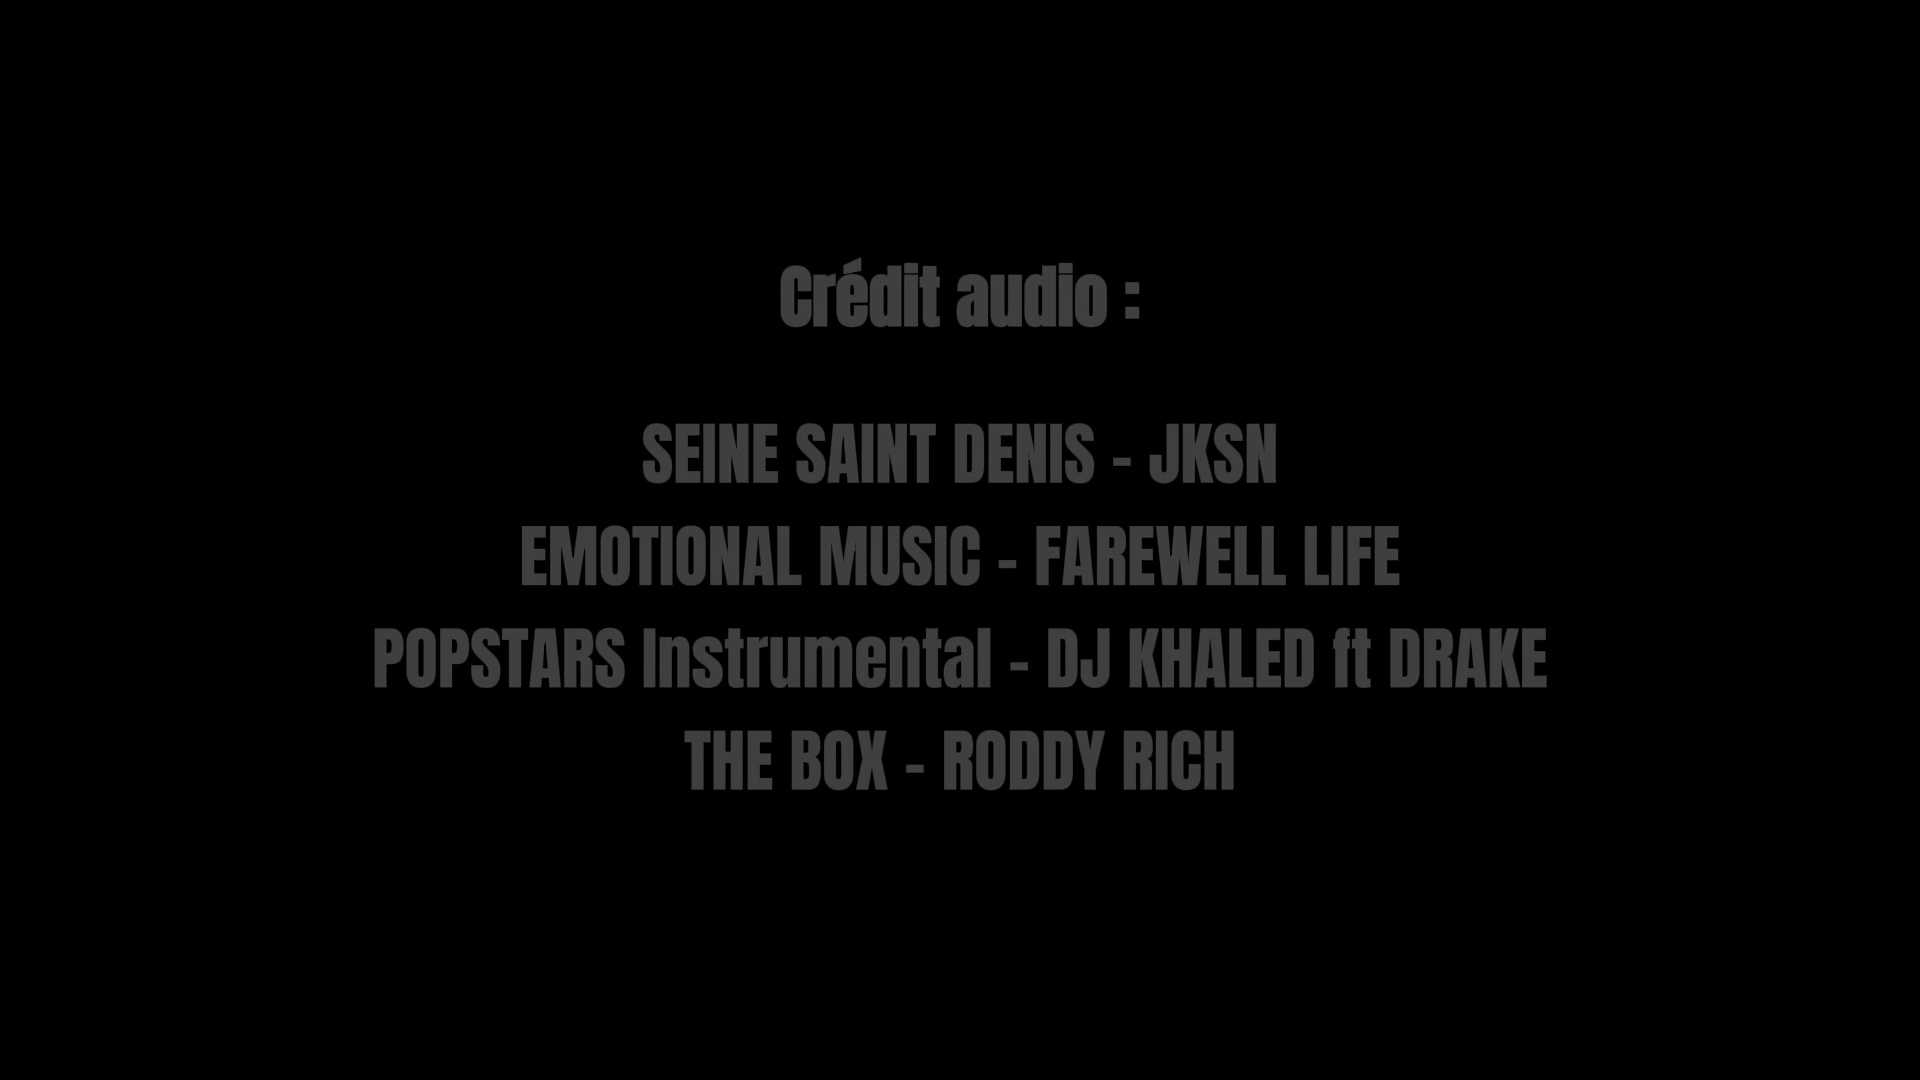 Crédit audio :
SEINE SAINT DENIS - JKSN
EMOTIONAL MUSIC - FAREWELL LIFE
POPSTARS Instrumental - DJ KHALED ft DRAKE
THE BOX - RODDY RICH